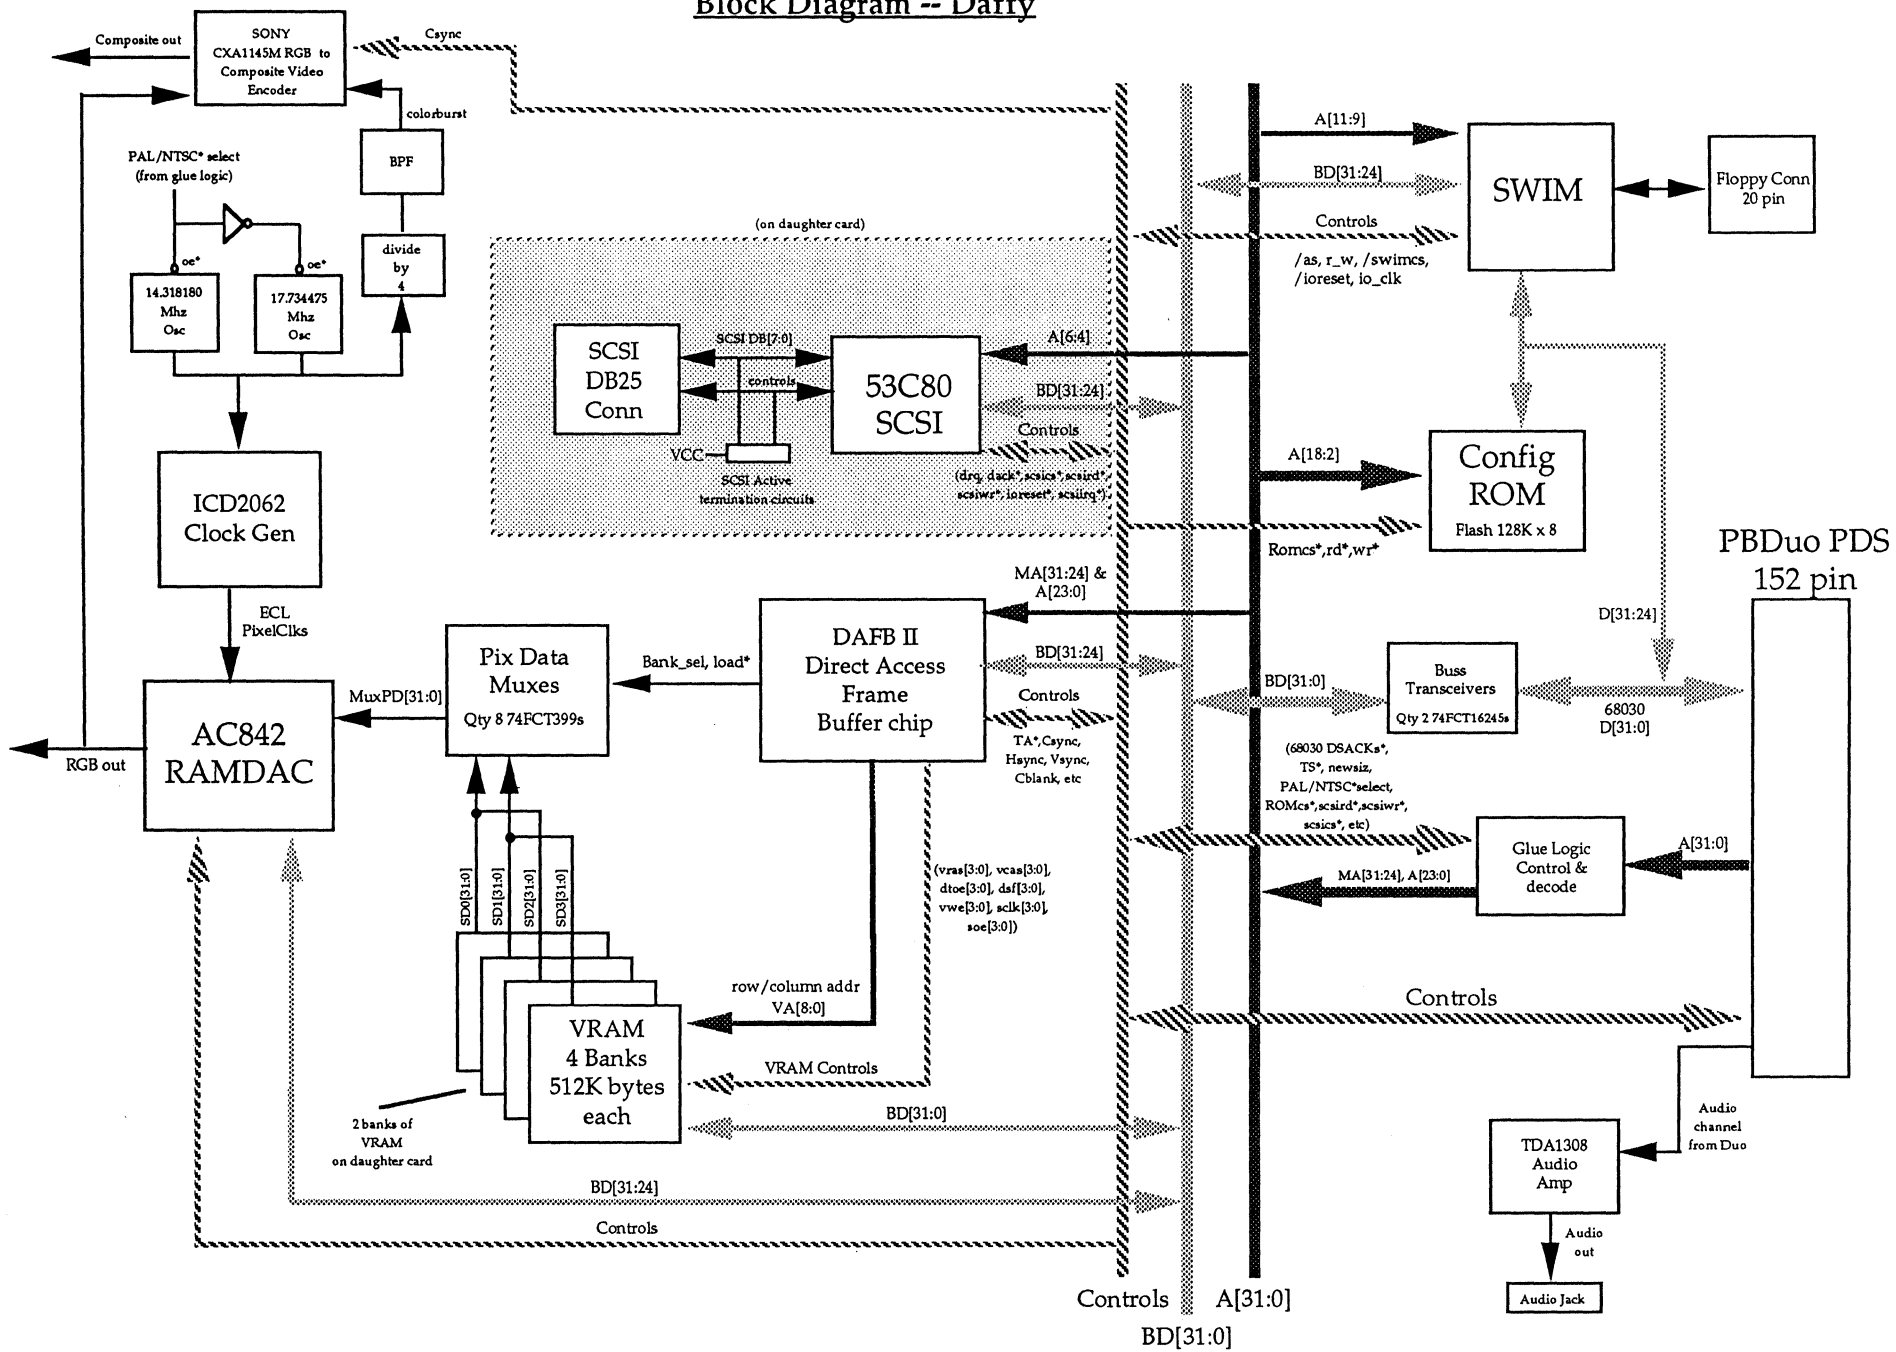 Block Diagram -- Daffy
Composite out
SONY
CXA1145M RGB to
Composite Video
Encoder
Csync
colorburst
BPF
PAL/NTSC* select
(from glue logic)
oe*
oe*
divide
by
4
14.318180
Mhz
Osc
17.734475
Mhz
Osc
ICD2062
Clock Gen
ECL
PixelClks
AC842
RAMDAC
RGB out
MuxPD[31:0]
Pix Data
Muxes
Qty 8 74FCT399s
Bank_sel, load*
DAFB II
Direct Access
Frame
Buffer chip
MA[31:24] &
A[23:0]
BD[31:24]
Controls
TA*,Csync,
Hsync, Vsync,
Cblank, etc
(on daughter card)
SCSI
DB25
Conn
SCSI DB[7:0]
controls
VCC
SCSI Active
termination circuits
53C80
SCSI
A[6:4]
BD[31:24]
Controls
(drq, dack*,scsics*,scsird*,
scsiwr*,ioreset*, scsiirq*)
SD0[31:0]
SD1[31:0]
SD2[31:0]
SD3[31:0]
(vras[3:0], vcas[3:0],
dtoe[3:0], dsf[3:0],
vwe[3:0], sclk[3:0],
soe[3:0])
row/column addr
VA[8:0]
VRAM
4 Banks
512K bytes
each
VRAM Controls
BD[31:0]
2 banks of
VRAM
on daughter card
BD[31:24]
Controls
Controls
BD[31:0]
A[31:0]
A[11:9]
BD[31:24]
Controls
/as, r_w, /swimcs,
/ioreset, io_clk
SWIM
Floppy Conn
20 pin
A[18:2]
Config
ROM
Flash 128K x 8
Romcs*,rd*,wr*
PBDuo PDS
152 pin
D[31:24]
BD[31:0]
Buss
Transceivers
Qty 2 74FCT16245s
68030
D[31:0]
(68030 DSACKs*,
TS*, newsiz,
PAL/NTSC*select,
ROMcs*,scsird*,scsiwr*,
scsics*, etc)
Glue Logic
Control &
decode
A[31:0]
MA[31:24], A[23:0]
Controls
Audio
channel
from Duo
TDA1308
Audio
Amp
Audio
out
Audio Jack